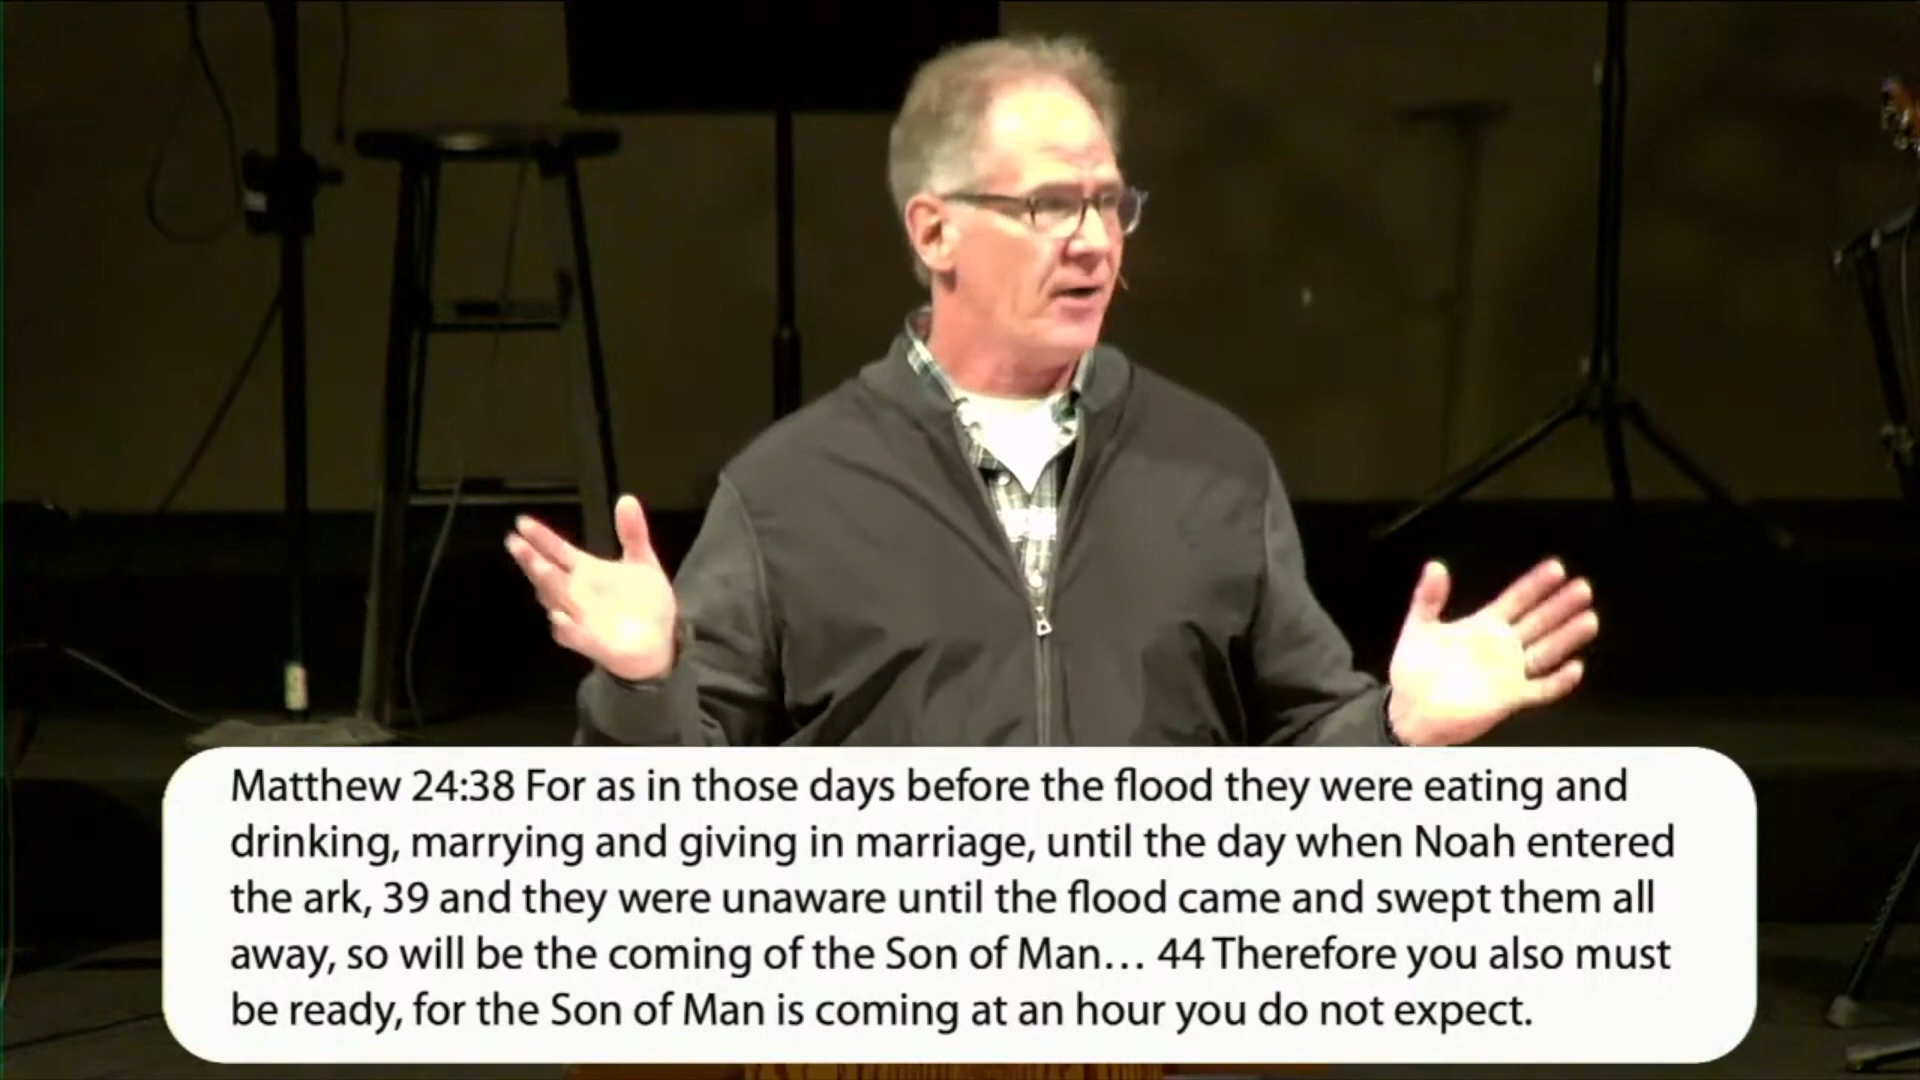 Matthew 24:38 For as in those days before the flood they were eating and
drinking, marrying and giving in marriage, until the day when Noah entered
the ark, 39 and they were unaware until the flood came and swept them all
away, so will be the coming of the Son of Man… 44 Therefore you also must
be ready, for the Son of Man is coming at an hour you do not expect.